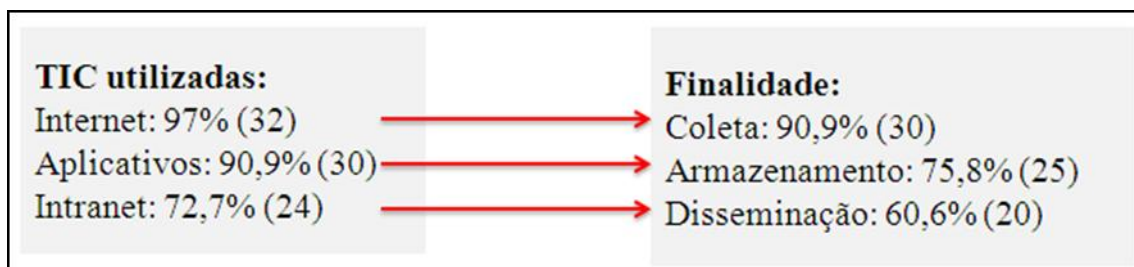 TIC utilizadas:
Internet: 97% (32)
Aplicativos: 90,9% (30)
Intranet: 72,7% (24)
Finalidade:
Coleta: 90,9% (30)
Armazenamento: 75,8% (25)
Disseminação: 60,6% (20)